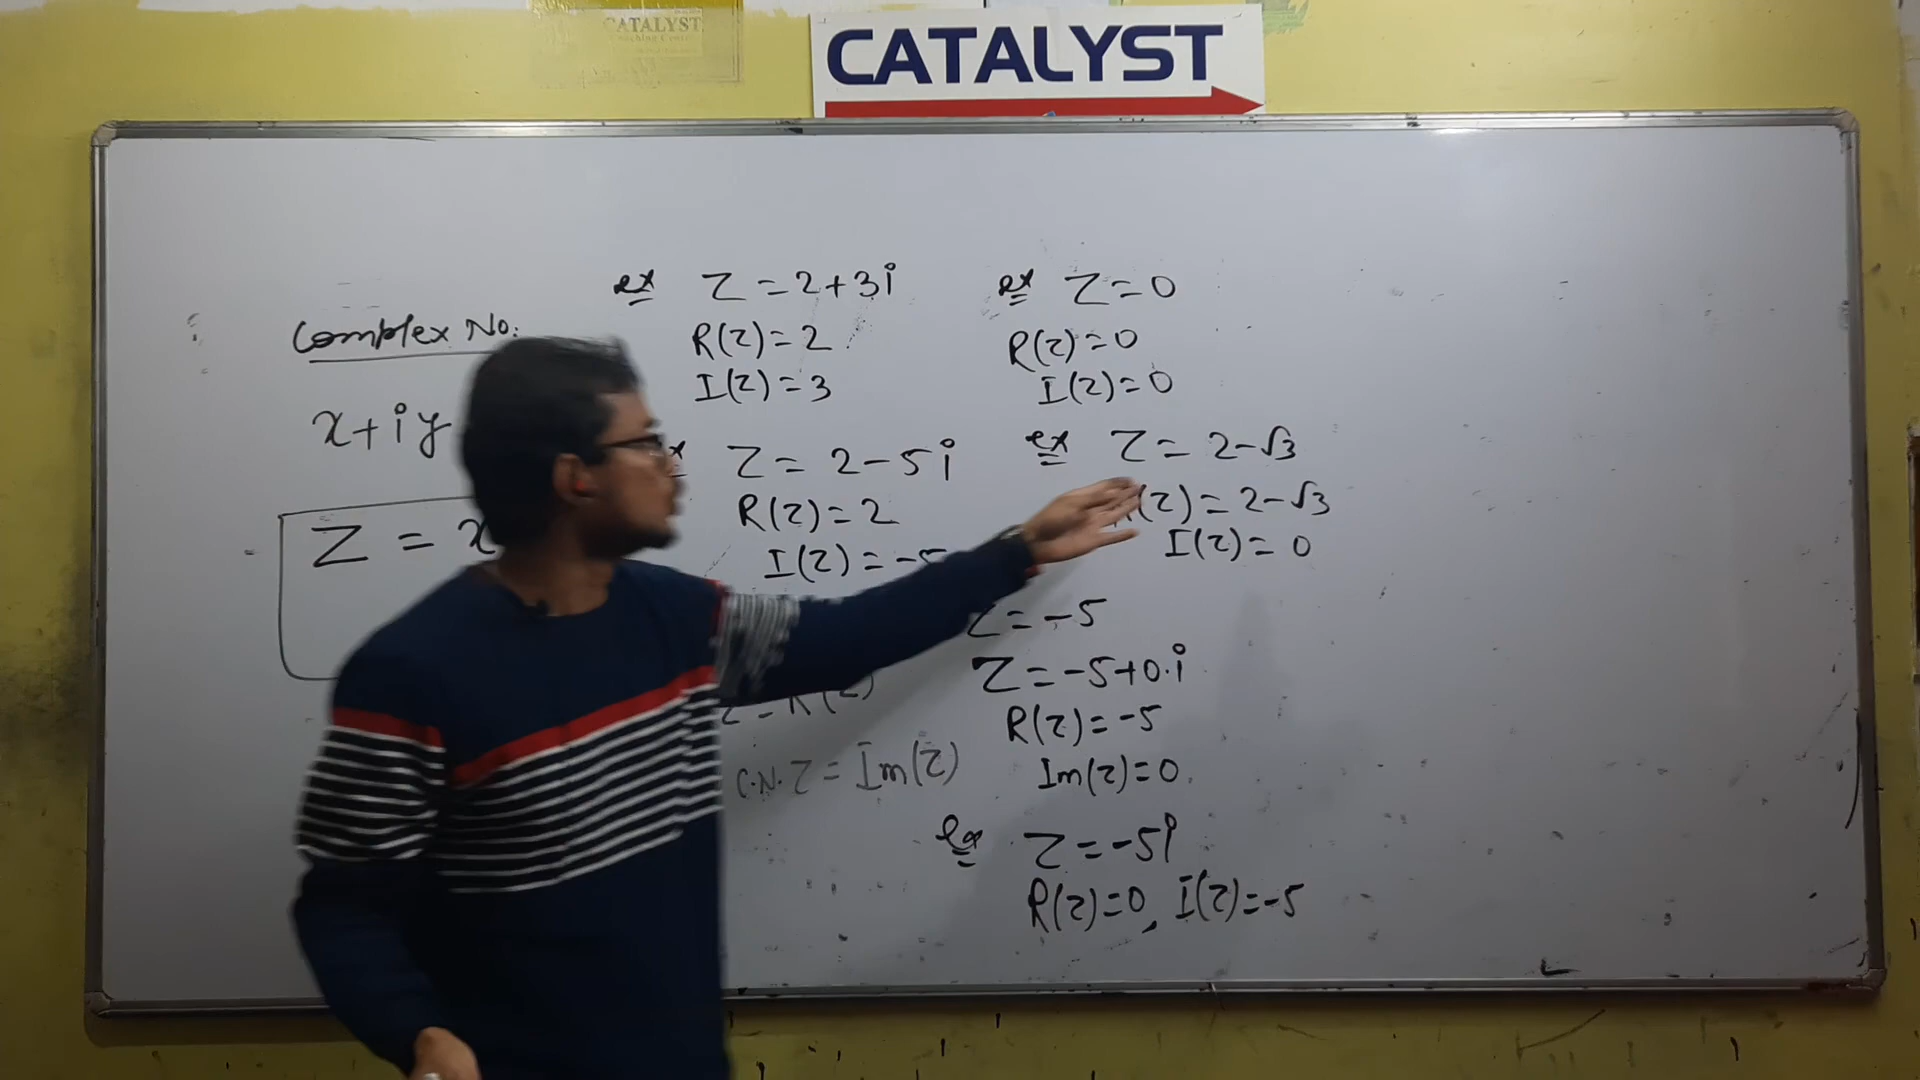 CATALYST
CATALYST
Complex No:
x+iy
Z = x
ex Z=2+3i
R(z)=2
I(z)=3
Z = 2-5i
R(z)=2
I(z)=-5
Z=R(z)
C.N. Z = Im(z)
ex Z=0
R(z)=0
I(z)=0
ex Z= 2-√3
(z)=2-√3
I(z)=0
Z=-5
Z=-5+0.i
R(z)=-5
Im(z)=0.
ex Z=-5i
R(z)=0, I(z)=-5